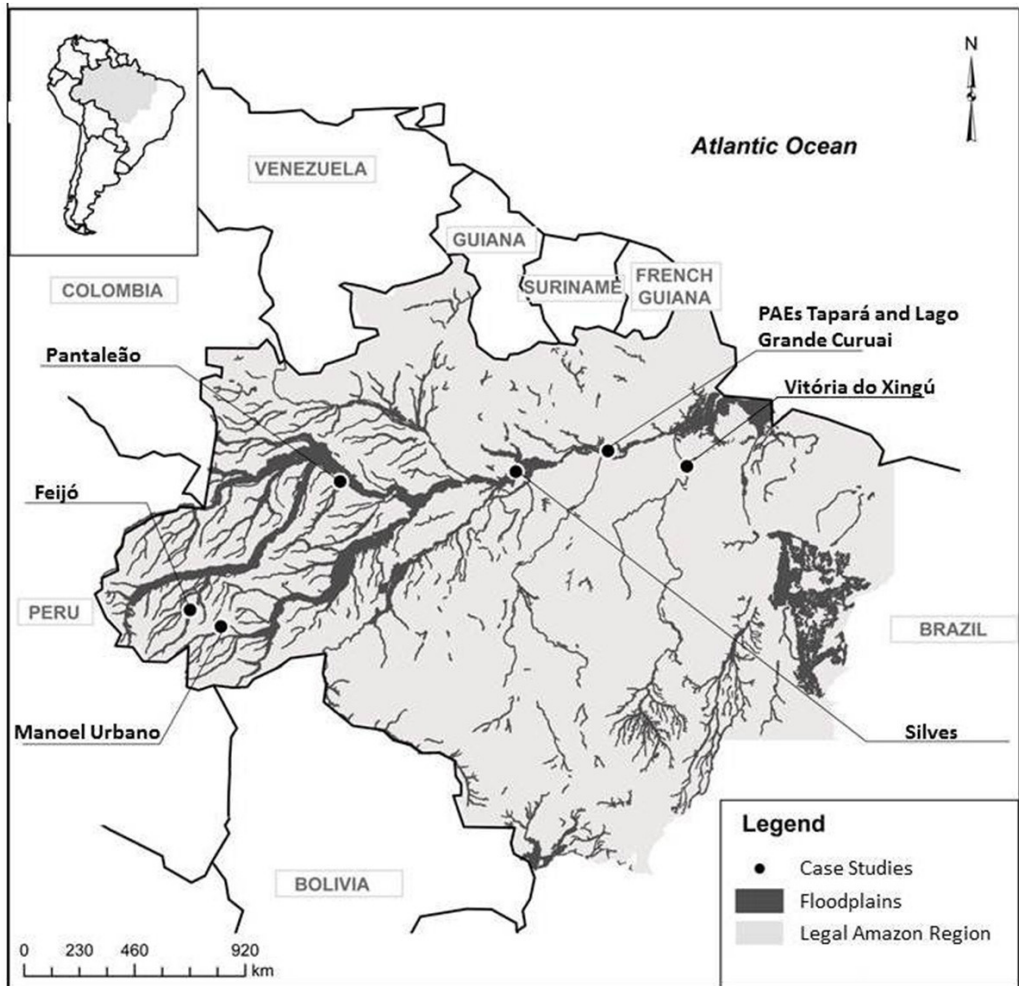 N
Atlantic Ocean
VENEZUELA
GUIANA
COLOMBIA
SURINAME
FRENCH
GUIANA
PAEs Tapará and Lago
Grande Curuai
Pantaleão
Vitória do Xingú
Feijó
PERU
BRAZIL
Manoel Urbano
Silves
BOLIVIA
Legend
Case Studies
Floodplains
Legal Amazon Region
0 230 460 920
km